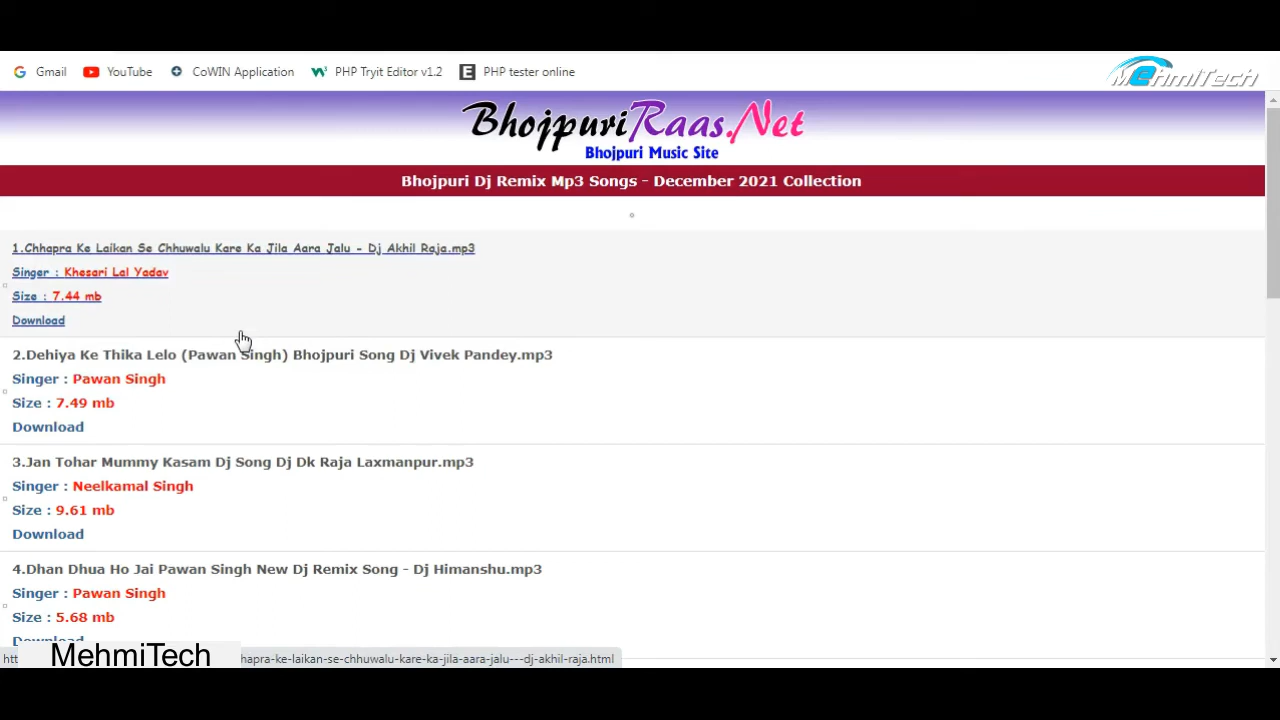 Gmail YouTube CoWIN Application PHP Tryit Editor v1.2 PHP tester online
MehmiTech
BhojpuriRaas.Net
Bhojpuri Music Site
Bhojpuri Dj Remix Mp3 Songs - December 2021 Collection
1.Chhapra Ke Laikan Se Chhuwalu Kare Ka Jila Aara Jalu - Dj Akhil Raja.mp3
Singer : Khesari Lal Yadav
Size : 7.44 mb
Download
2.Dehiya Ke Thika Lelo (Pawan Singh) Bhojpuri Song Dj Vivek Pandey.mp3
Singer : Pawan Singh
Size : 7.49 mb
Download
3.Jan Tohar Mummy Kasam Dj Song Dj Dk Raja Laxmanpur.mp3
Singer : Neelkamal Singh
Size : 9.61 mb
Download
4.Dhan Dhua Ho Jai Pawan Singh New Dj Remix Song - Dj Himanshu.mp3
Singer : Pawan Singh
Size : 5.68 mb
Download
MehmiTech
hapra-ke-laikan-se-chhuwalu-kare-ka-jila-aara-jalu---dj-akhil-raja.html